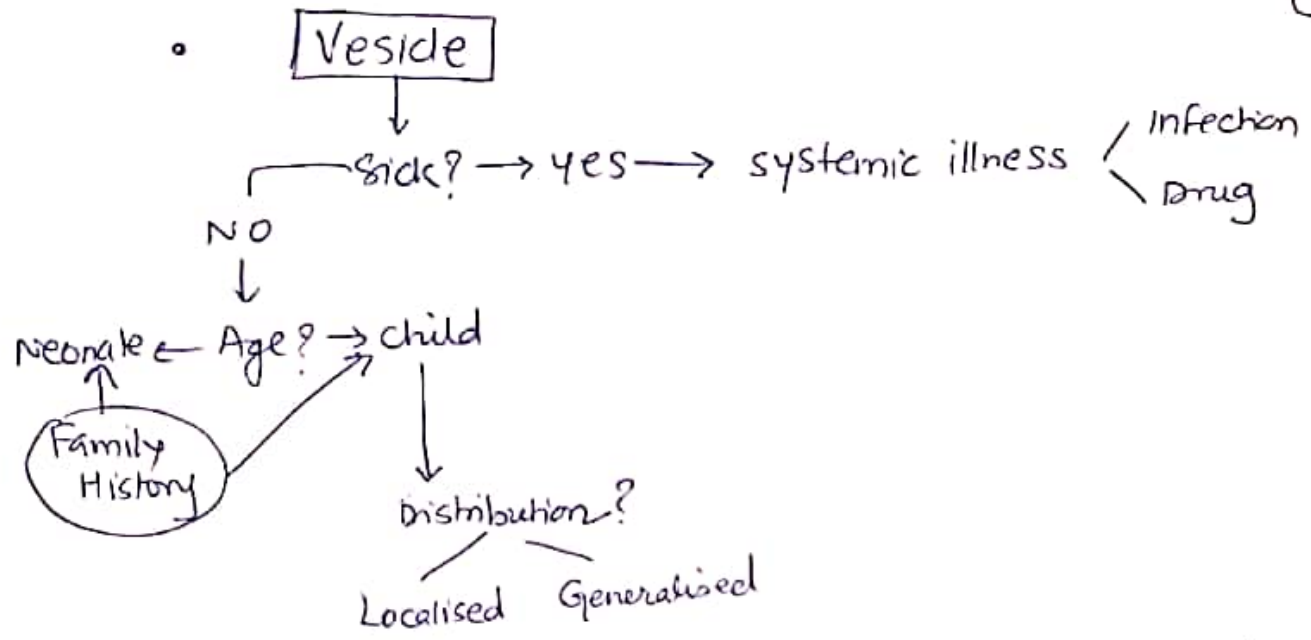 Vesicle
Sick? → yes → systemic illness
Infection
Drug
NO
Neonate ← Age? → child
Family
History
Distribution?
Localised Generalised